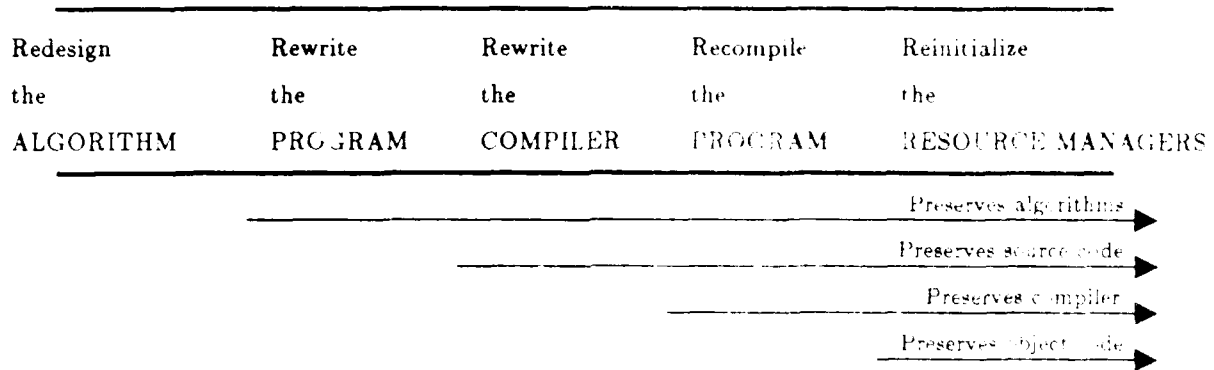 Redesign Rewrite Rewrite Recompile Reinitialize
the the the the the
ALGORITHM PROGRAM COMPILER PROGRAM RESOURCE MANAGERS
Preserves algorithms
Preserves source code
Preserves compiler
Preserves object code